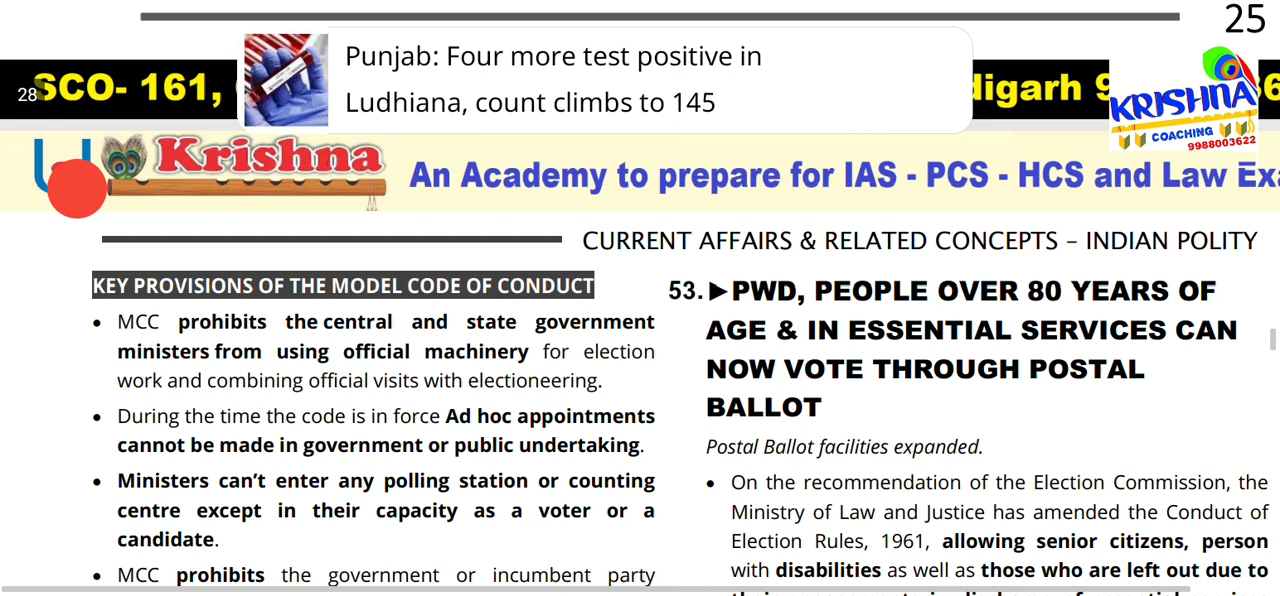 25
Punjab: Four more test positive in
Ludhiana, count climbs to 145
28
SCO- 161,
digarh 9
6
KRISHNA
COACHING
9988003622
Krishna
An Academy to prepare for IAS - PCS - HCS and Law Exa
CURRENT AFFAIRS & RELATED CONCEPTS – INDIAN POLITY
KEY PROVISIONS OF THE MODEL CODE OF CONDUCT
• MCC prohibits the central and state government
ministers from using official machinery for election
work and combining official visits with electioneering.
• During the time the code is in force Ad hoc appointments
cannot be made in government or public undertaking.
• Ministers can’t enter any polling station or counting
centre except in their capacity as a voter or a
candidate.
• MCC prohibits the government or incumbent party
53. ►PWD, PEOPLE OVER 80 YEARS OF
AGE & IN ESSENTIAL SERVICES CAN
NOW VOTE THROUGH POSTAL
BALLOT
Postal Ballot facilities expanded.
• On the recommendation of the Election Commission, the
Ministry of Law and Justice has amended the Conduct of
Election Rules, 1961, allowing senior citizens, person
with disabilities as well as those who are left out due to